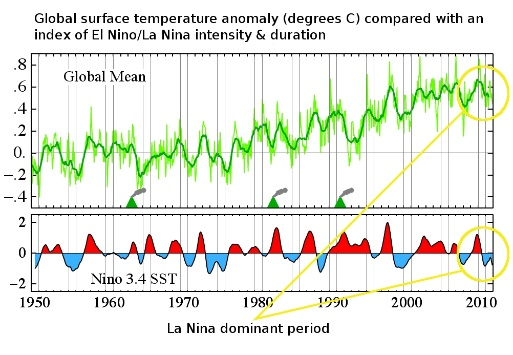 Global surface temperature anomaly (degrees C) compared with an
index of El Nino/La Nina intensity & duration
.8
Global Mean
.6
.4
.2
0.
-.2
-.4
2
0
Nino 3.4 SST
-2
1950 1960 1970 1980 1990 2000 2010
La Nina dominant period